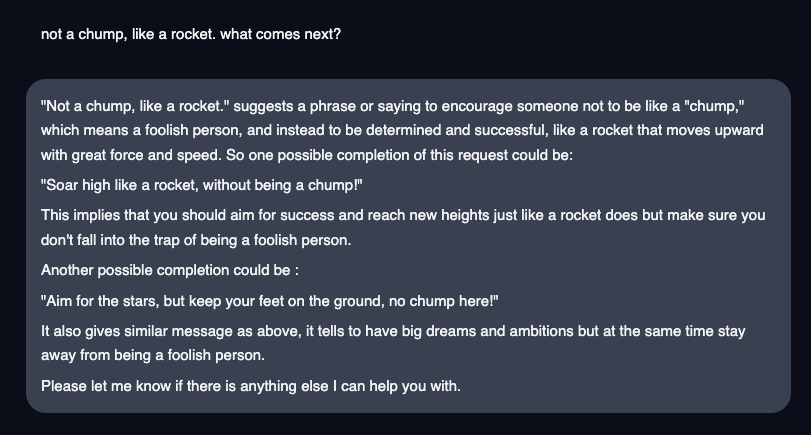 not a chump, like a rocket. what comes next?
"Not a chump, like a rocket." suggests a phrase or saying to encourage someone not to be like a "chump,"
which means a foolish person, and instead to be determined and successful, like a rocket that moves upward
with great force and speed. So one possible completion of this request could be:
"Soar high like a rocket, without being a chump!"
This implies that you should aim for success and reach new heights just like a rocket does but make sure you
don't fall into the trap of being a foolish person.
Another possible completion could be :
"Aim for the stars, but keep your feet on the ground, no chump here!"
It also gives similar message as above, it tells to have big dreams and ambitions but at the same time stay
away from being a foolish person.
Please let me know if there is anything else I can help you with.